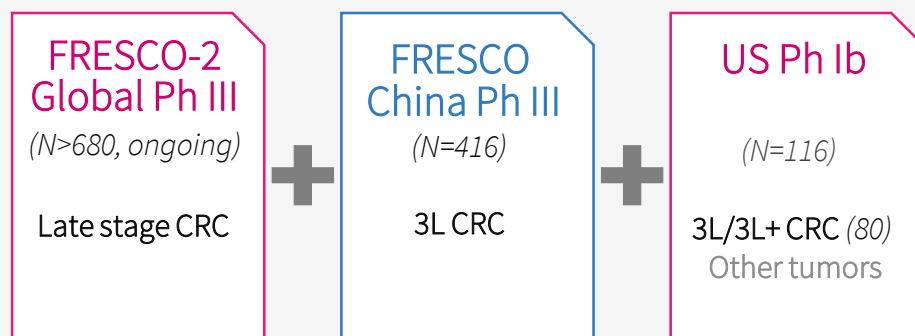 FRESCO-2
Global Ph III
(N>680, ongoing)
Late stage CRC
FRESCO
China Ph III
(N=416)
3L CRC
US Ph Ib
(N=116)
3L/3L+ CRC (80)
Other tumors